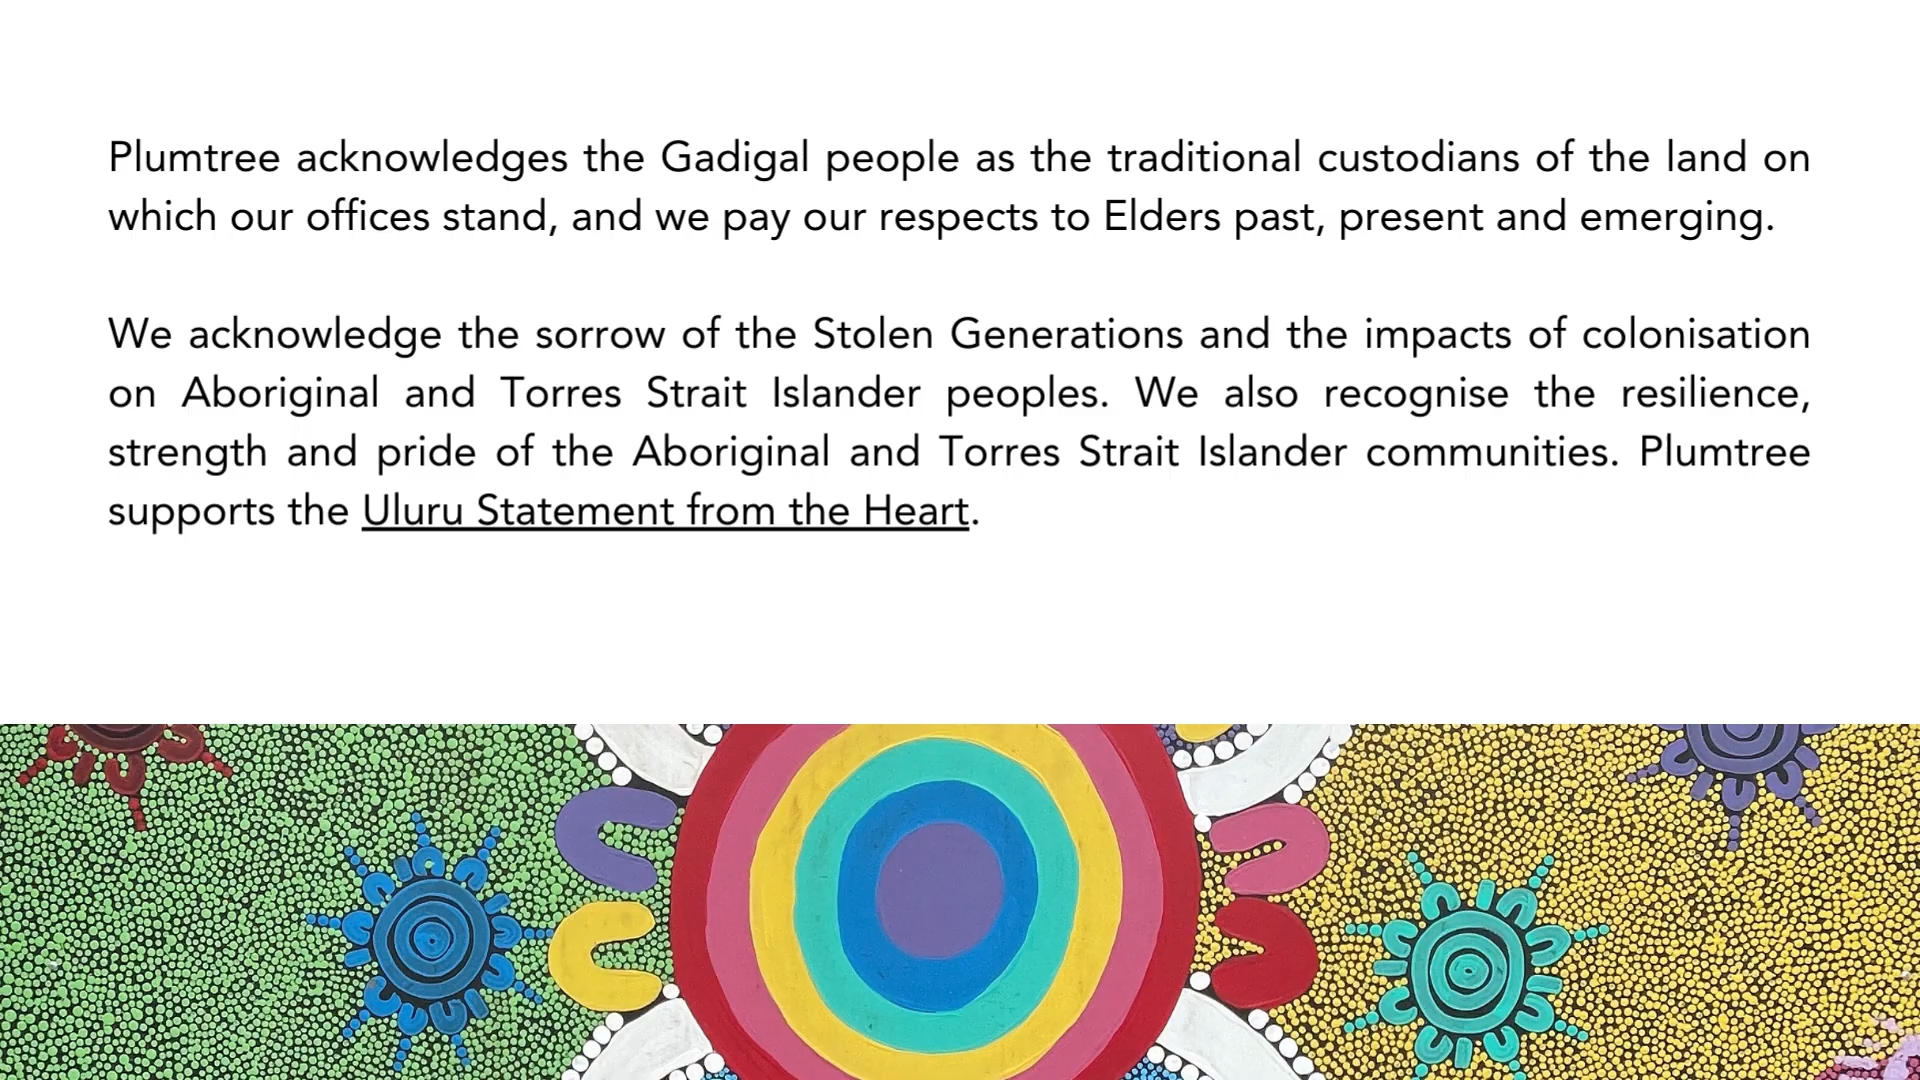 Plumtree acknowledges the Gadigal people as the traditional custodians of the land on
which our offices stand, and we pay our respects to Elders past, present and emerging.
We acknowledge the sorrow of the Stolen Generations and the impacts of colonisation
on Aboriginal and Torres Strait Islander peoples. We also recognise the resilience,
strength and pride of the Aboriginal and Torres Strait Islander communities. Plumtree
supports the Uluru Statement from the Heart.